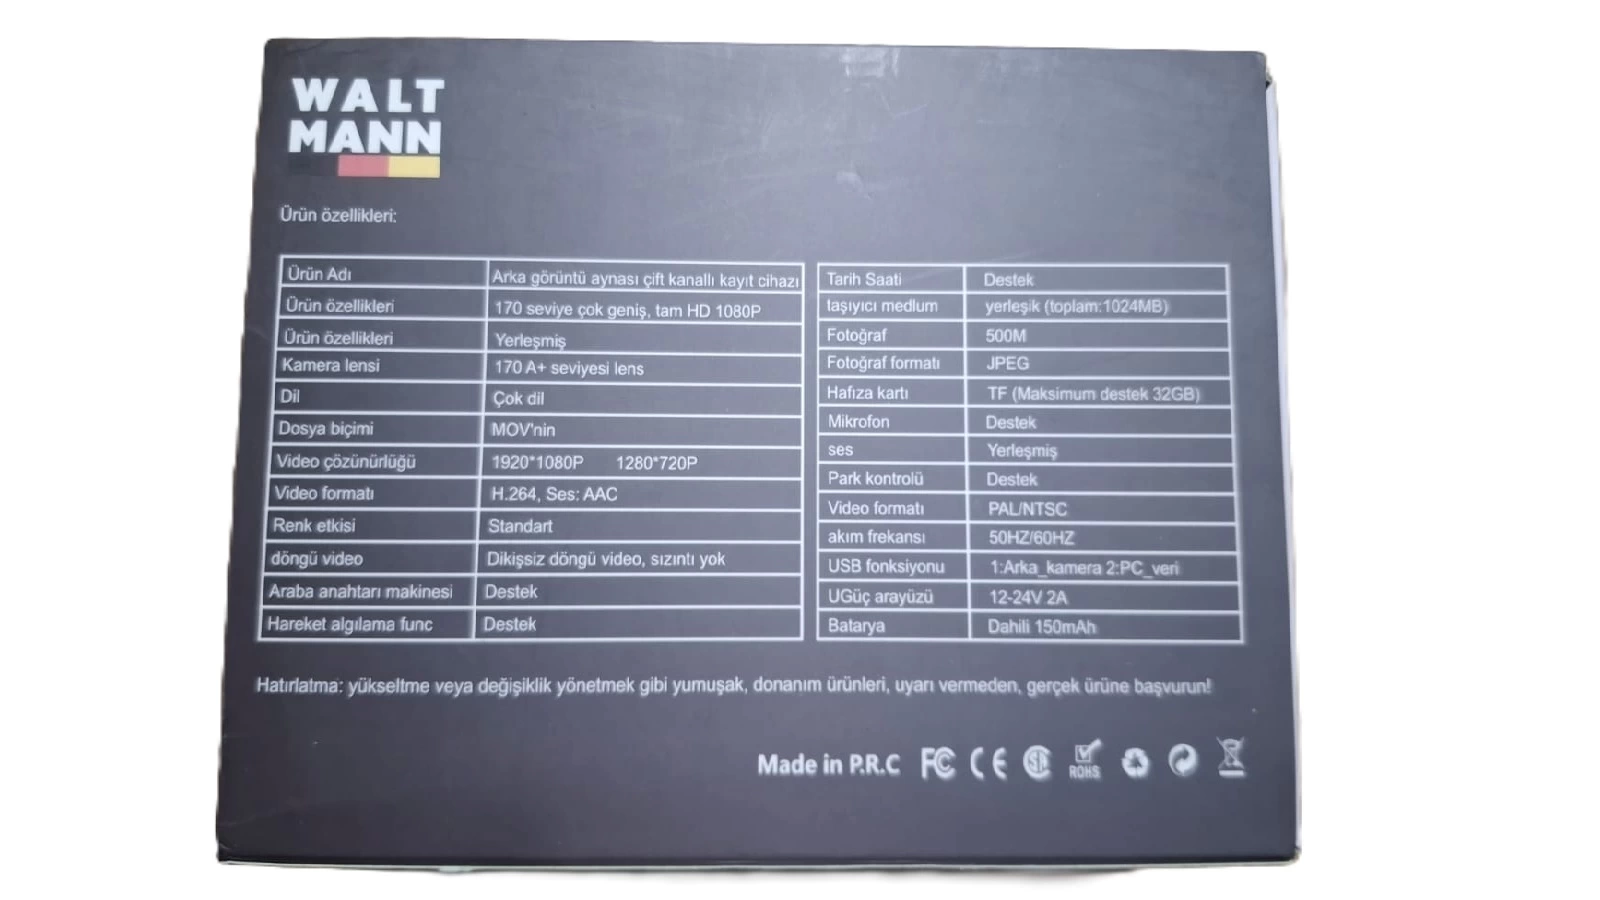 WALT
MANN
Ürün özellikleri:
Ürün Adı Arka görüntü aynası çift kanallı kayıt cihazı
Ürün özellikleri 170 seviye çok geniş, tam HD 1080P
Ürün özellikleri Yerleşmiş
Kamera lensi 170 A+ seviyesi lens
Dil Çok dil
Dosya biçimi MOV'nin
Video çözünürlüğü 1920*1080P 1280*720P
Video formatı H.264, Ses: AAC
Renk etkisi Standart
döngü video Dikişsiz döngü video, sızıntı yok
Araba anahtarı makinesi Destek
Hareket algılama func Destek
Tarih Saati Destek
taşıyıcı medlum yerleşik (toplam:1024MB)
Fotoğraf 500M
Fotoğraf formatı JPEG
Hafıza kartı TF (Maksimum destek 32GB)
Mikrofon Destek
ses Yerleşmiş
Park kontrolü Destek
Video formatı PAL/NTSC
akım frekansı 50HZ/60HZ
USB fonksiyonu 1:Arka_kamera 2:PC_veri
UGüç arayüzü 12-24V 2A
Batarya Dahili 150mAh
Hatırlatma: yükseltme veya değişiklik yönetmek gibi yumuşak, donanım ürünleri, uyarı vermeden, gerçek ürüne başvurun!
Made in P.R.C FC CE SA ROHS